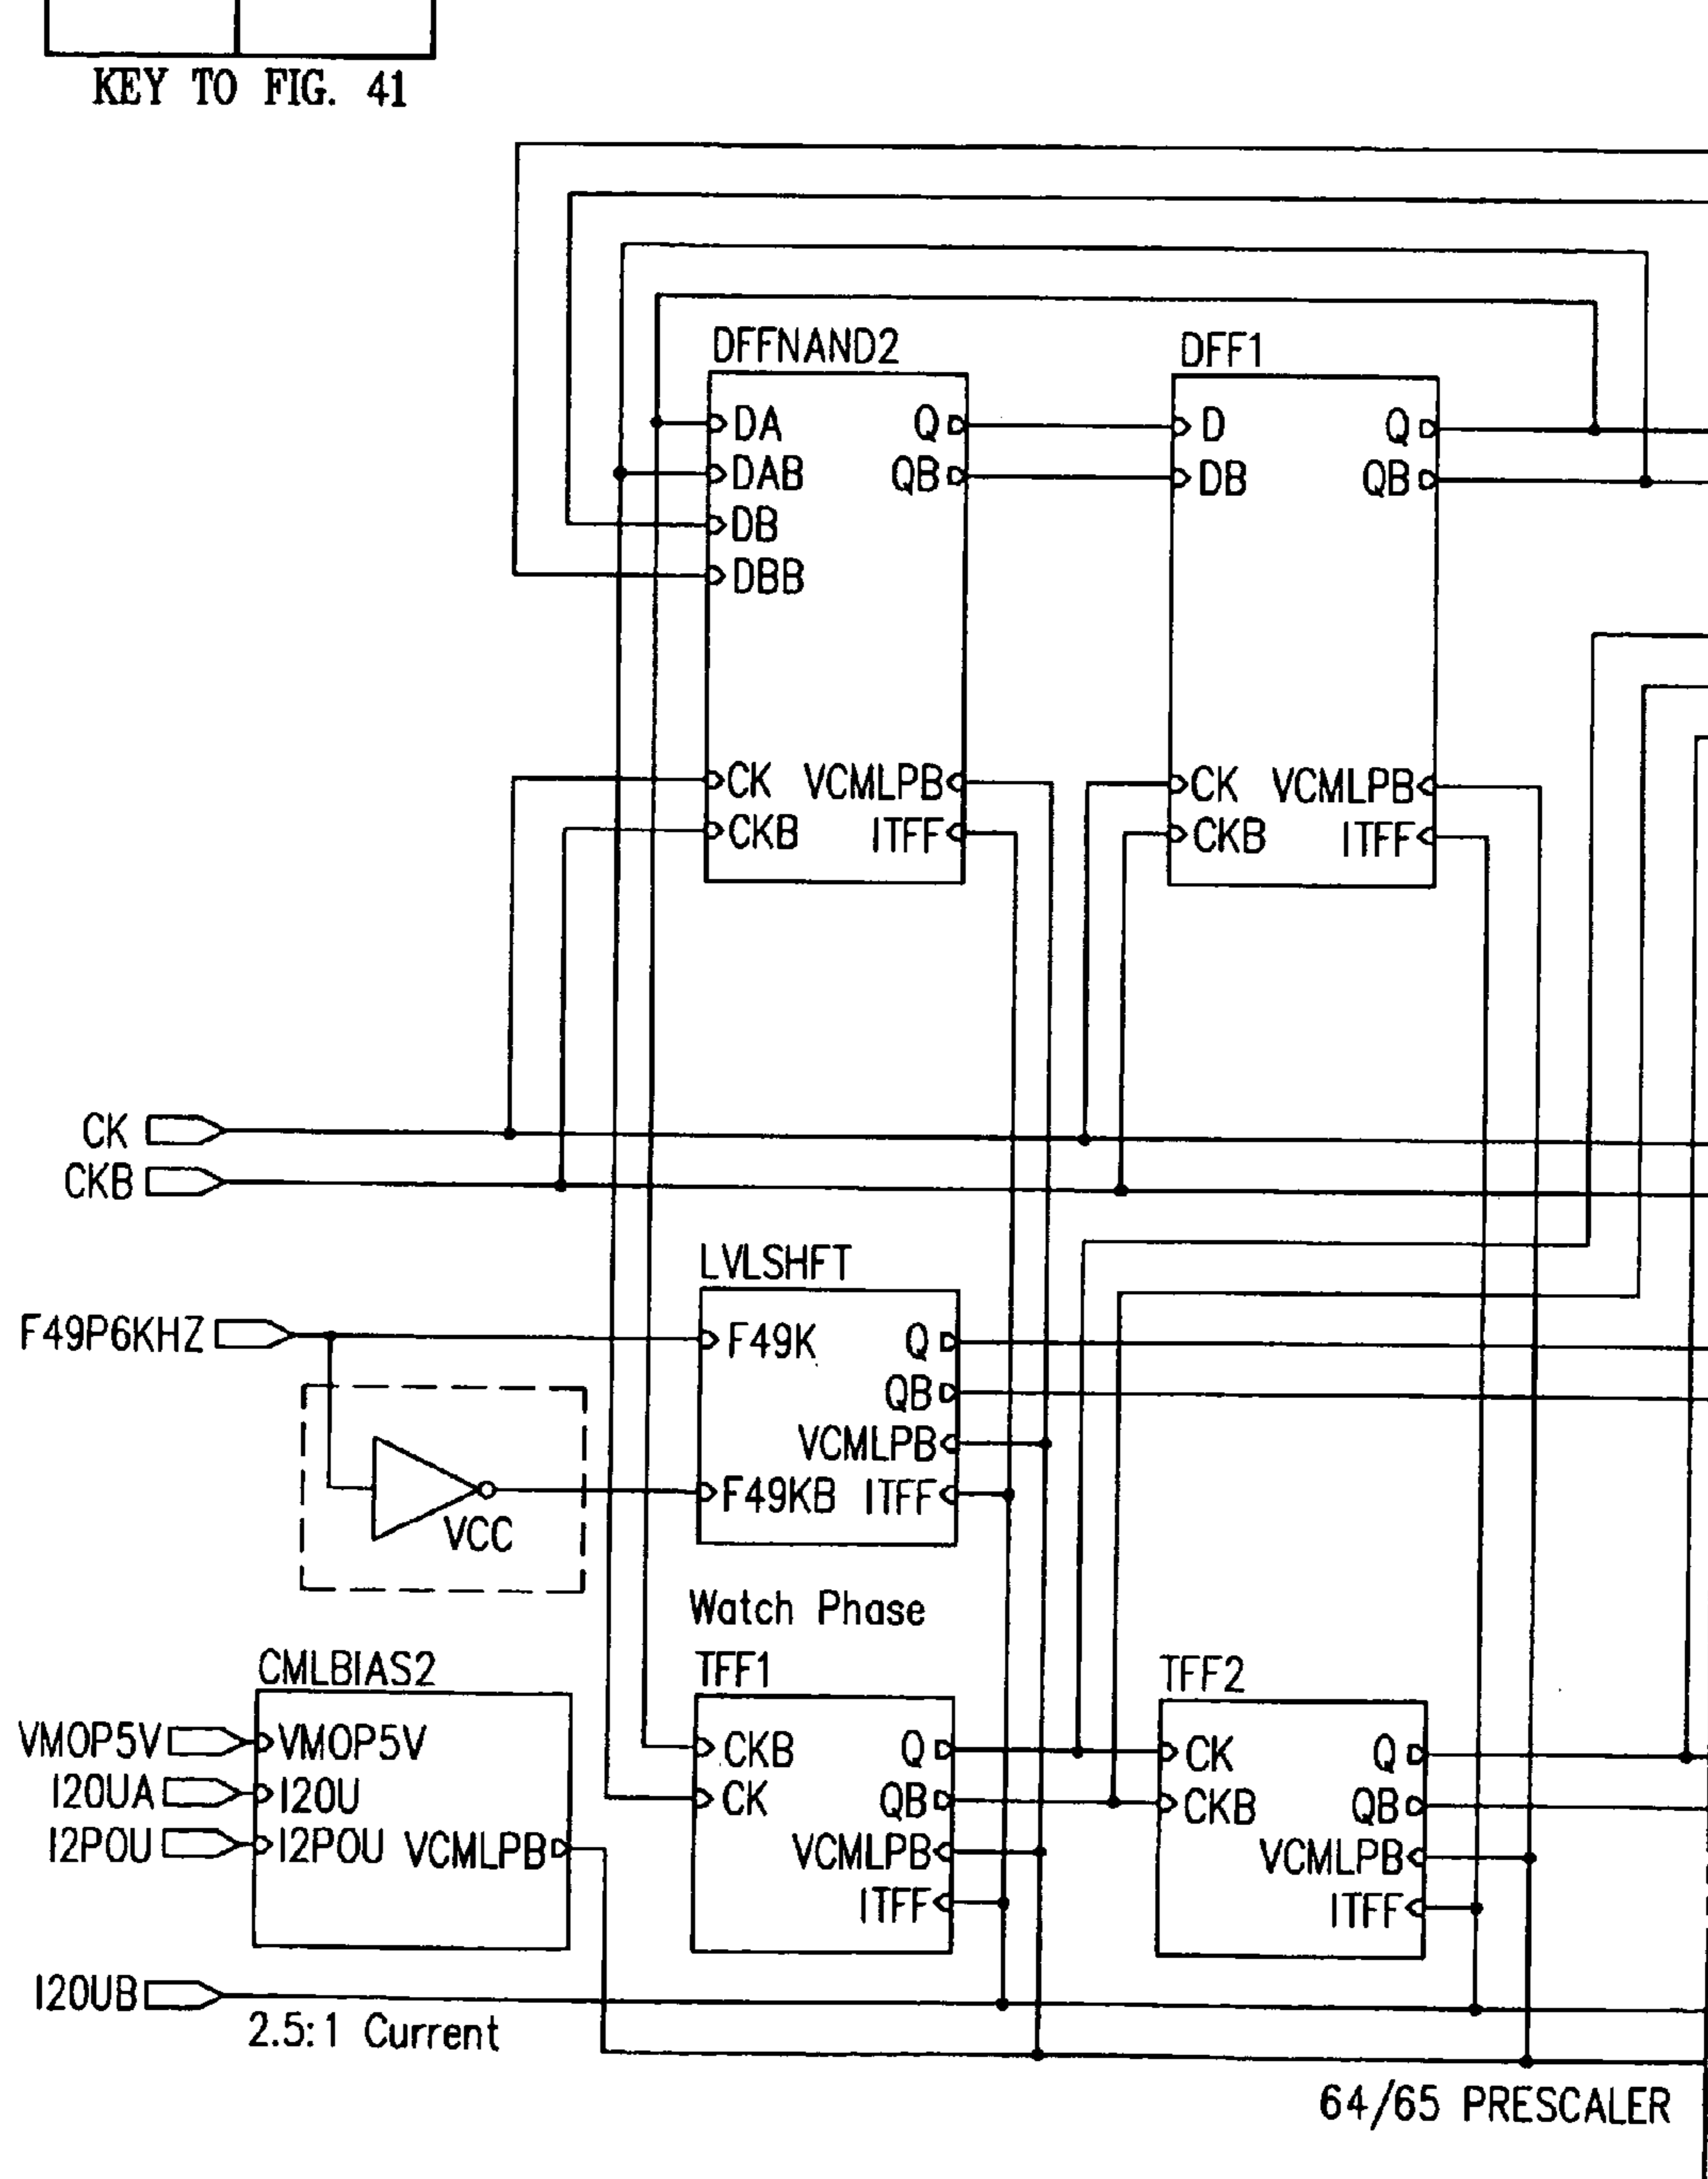 KEY TO FIG. 41
DFFNAND2
DA Q
DAB QB
DB
DBB
CK VCMLPB
CKB ITFF
DFF1
D Q
DB QB
CK VCMLPB
CKB ITFF
CK
CKB
LVLSHFT
F49P6KHZ
F49K Q
QB
VCMLPB
F49KB ITFF
VCC
Watch Phase
CMLBIAS2
VMOP5V VMOP5V
I20UA I20U
I2POU I2POU VCMLPB
TFF1
CKB Q
CK QB
VCMLPB
ITFF
TFF2
CK Q
CKB QB
VCMLPB
ITFF
I20UB
2.5:1 Current
64/65 PRESCALER